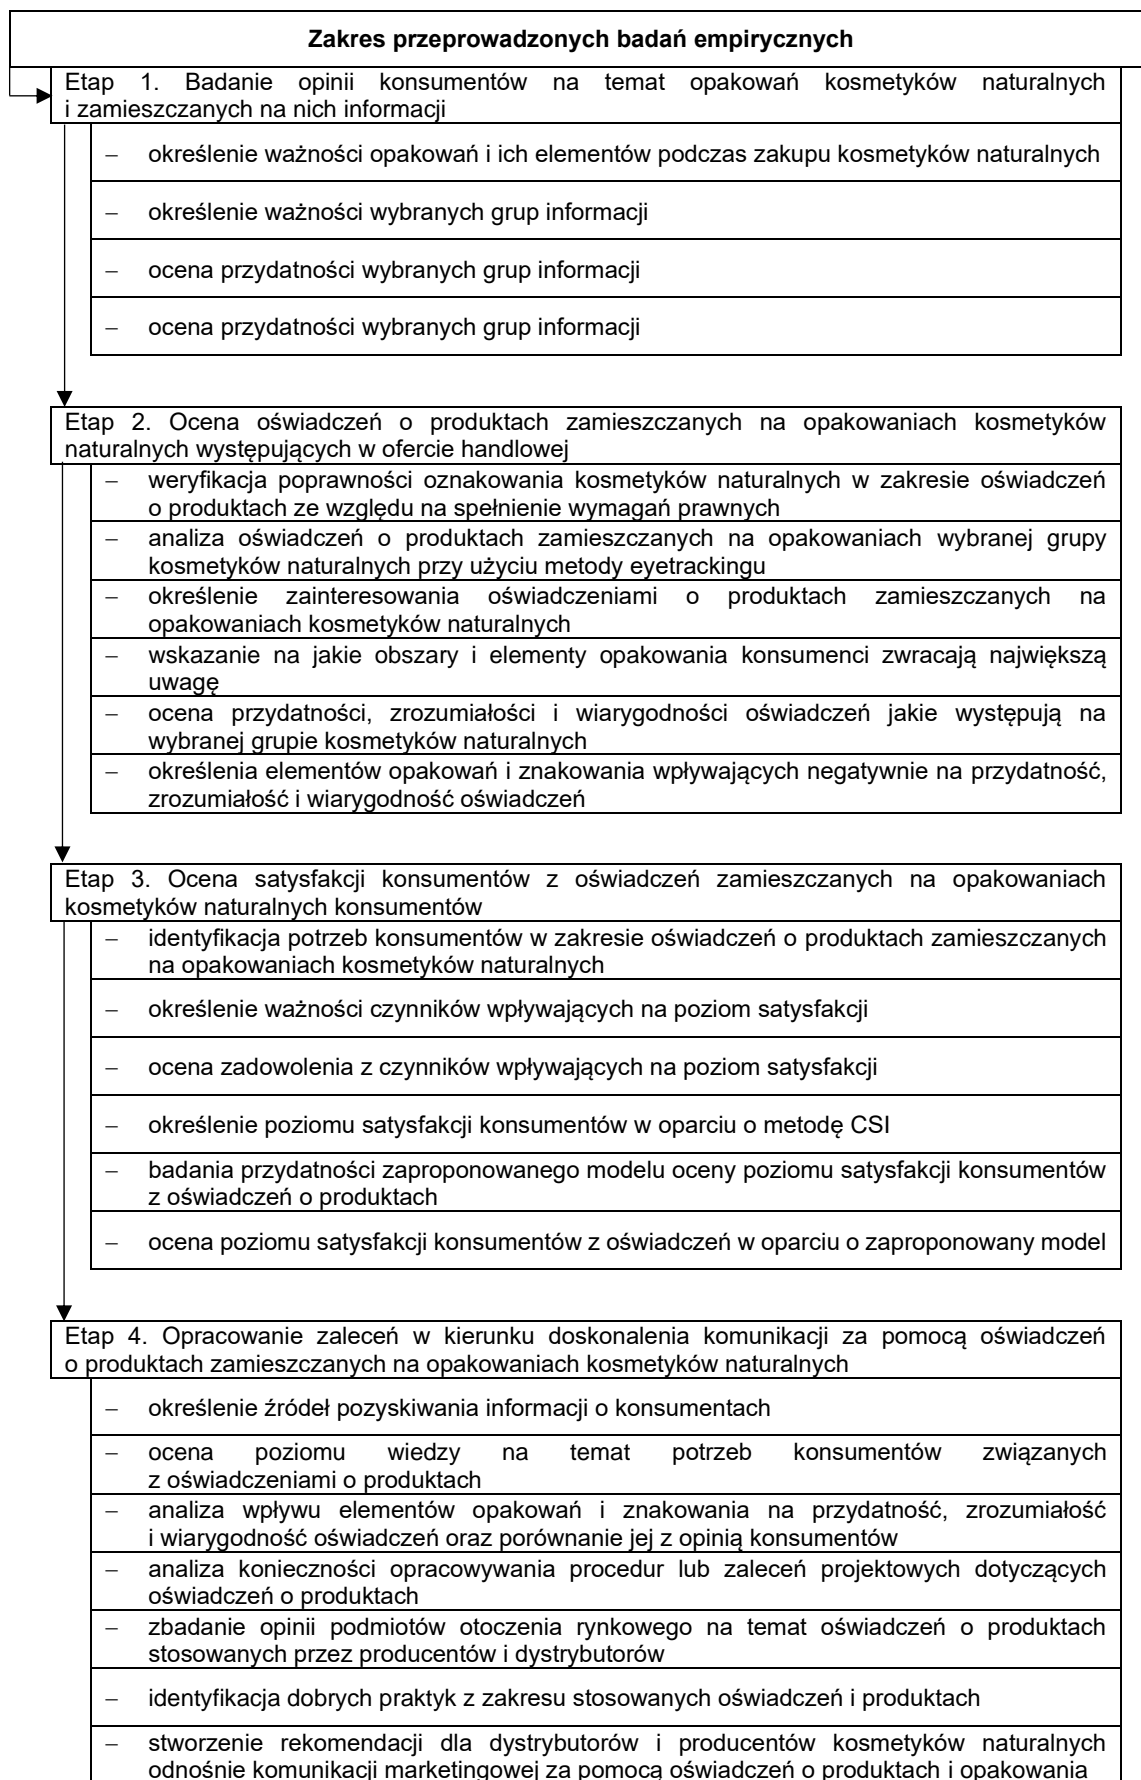 Zakres przeprowadzonych badań empirycznych
Etap 1. Badanie opinii konsumentów na temat opakowań kosmetyków naturalnych
i zamieszczanych na nich informacji
– określenie ważności opakowań i ich elementów podczas zakupu kosmetyków naturalnych
– określenie ważności wybranych grup informacji
– ocena przydatności wybranych grup informacji
– ocena przydatności wybranych grup informacji
Etap 2. Ocena oświadczeń o produktach zamieszczanych na opakowaniach kosmetyków
naturalnych występujących w ofercie handlowej
– weryfikacja poprawności oznakowania kosmetyków naturalnych w zakresie oświadczeń
o produktach ze względu na spełnienie wymagań prawnych
– analiza oświadczeń o produktach zamieszczanych na opakowaniach wybranej grupy
kosmetyków naturalnych przy użyciu metody eyetrackingu
– określenie zainteresowania oświadczeniami o produktach zamieszczanych na
opakowaniach kosmetyków naturalnych
– wskazanie na jakie obszary i elementy opakowania konsumenci zwracają największą
uwagę
– ocena przydatności, zrozumiałości i wiarygodności oświadczeń jakie występują na
wybranej grupie kosmetyków naturalnych
– określenia elementów opakowań i znakowania wpływających negatywnie na przydatność,
zrozumiałość i wiarygodność oświadczeń
Etap 3. Ocena satysfakcji konsumentów z oświadczeń zamieszczanych na opakowaniach
kosmetyków naturalnych konsumentów
– identyfikacja potrzeb konsumentów w zakresie oświadczeń o produktach zamieszczanych
na opakowaniach kosmetyków naturalnych
– określenie ważności czynników wpływających na poziom satysfakcji
– ocena zadowolenia z czynników wpływających na poziom satysfakcji
– określenie poziomu satysfakcji konsumentów w oparciu o metodę CSI
– badania przydatności zaproponowanego modelu oceny poziomu satysfakcji konsumentów
z oświadczeń o produktach
– ocena poziomu satysfakcji konsumentów z oświadczeń w oparciu o zaproponowany model
Etap 4. Opracowanie zaleceń w kierunku doskonalenia komunikacji za pomocą oświadczeń
o produktach zamieszczanych na opakowaniach kosmetyków naturalnych
– określenie źródeł pozyskiwania informacji o konsumentach
– ocena poziomu wiedzy na temat potrzeb konsumentów związanych
z oświadczeniami o produktach
– analiza wpływu elementów opakowań i znakowania na przydatność, zrozumiałość
i wiarygodność oświadczeń oraz porównanie jej z opinią konsumentów
– analiza konieczności opracowywania procedur lub zaleceń projektowych dotyczących
oświadczeń o produktach
– zbadanie opinii podmiotów otoczenia rynkowego na temat oświadczeń o produktach
stosowanych przez producentów i dystrybutorów
– identyfikacja dobrych praktyk z zakresu stosowanych oświadczeń i produktach
– stworzenie rekomendacji dla dystrybutorów i producentów kosmetyków naturalnych
odnośnie komunikacji marketingowej za pomocą oświadczeń o produktach i opakowania